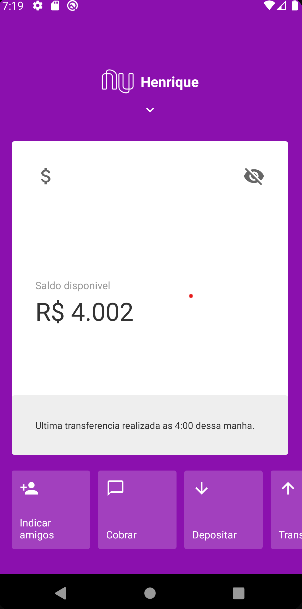 7:19
nu Henrique
$
Saldo disponível
R$ 4.002
Ultima transferencia realizada as 4:00 dessa manha.
Indicar
amigos
Cobrar
Depositar
Trans